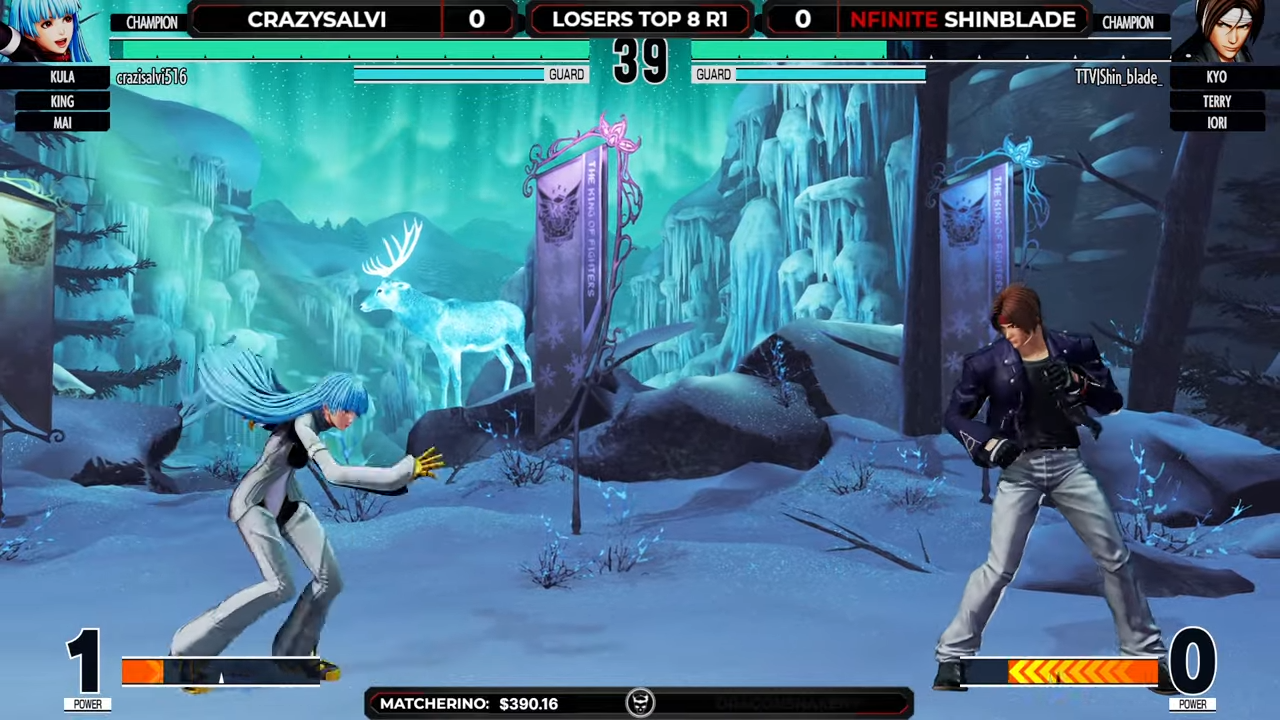 CHAMPION
CRAZYSALVI
0
LOSERS TOP 8 R1
0
NFINITE SHINBLADE
CHAMPION
39
KULA
crazisalvi516
GUARD
GUARD
TTV|Shin_blade_
KYO
KING
TERRY
MAI
IORI
THE KING OF FIGHTERS
THE KING OF FIGHTERS
1
POWER
0
POWER
MATCHERINO: $390.16